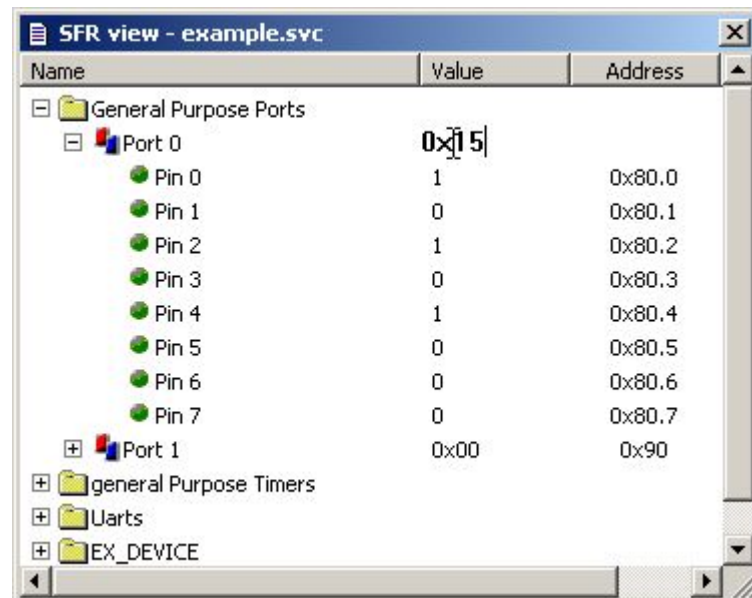 SFR view - example.svc
Name Value Address
General Purpose Ports
Port 0 0x15
Pin 0 1 0x80.0
Pin 1 0 0x80.1
Pin 2 1 0x80.2
Pin 3 0 0x80.3
Pin 4 1 0x80.4
Pin 5 0 0x80.5
Pin 6 0 0x80.6
Pin 7 0 0x80.7
Port 1 0x00 0x90
general Purpose Timers
Uarts
EX_DEVICE